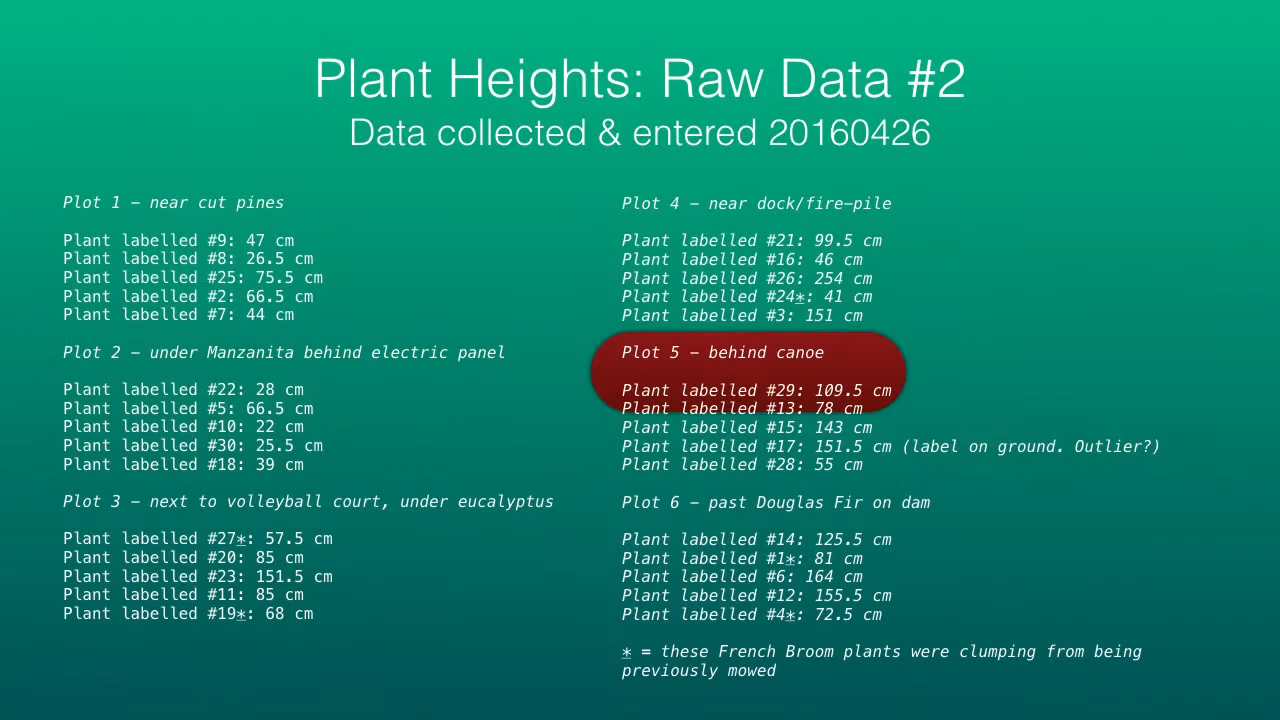 Plant Heights: Raw Data #2
Data collected & entered 20160426
Plot 1 – near cut pines
Plant labelled #9: 47 cm
Plant labelled #8: 26.5 cm
Plant labelled #25: 75.5 cm
Plant labelled #2: 66.5 cm
Plant labelled #7: 44 cm
Plot 2 – under Manzanita behind electric panel
Plant labelled #22: 28 cm
Plant labelled #5: 66.5 cm
Plant labelled #10: 22 cm
Plant labelled #30: 25.5 cm
Plant labelled #18: 39 cm
Plot 3 – next to volleyball court, under eucalyptus
Plant labelled #27*: 57.5 cm
Plant labelled #20: 85 cm
Plant labelled #23: 151.5 cm
Plant labelled #11: 85 cm
Plant labelled #19*: 68 cm
Plot 4 – near dock/fire–pile
Plant labelled #21: 99.5 cm
Plant labelled #16: 46 cm
Plant labelled #26: 254 cm
Plant labelled #24*: 41 cm
Plant labelled #3: 151 cm
Plot 5 – behind canoe
Plant labelled #29: 109.5 cm
Plant labelled #13: 78 cm
Plant labelled #15: 143 cm
Plant labelled #17: 151.5 cm (label on ground. Outlier?)
Plant labelled #28: 55 cm
Plot 6 – past Douglas Fir on dam
Plant labelled #14: 125.5 cm
Plant labelled #1*: 81 cm
Plant labelled #6: 164 cm
Plant labelled #12: 155.5 cm
Plant labelled #4*: 72.5 cm
* = these French Broom plants were clumping from being
previously mowed